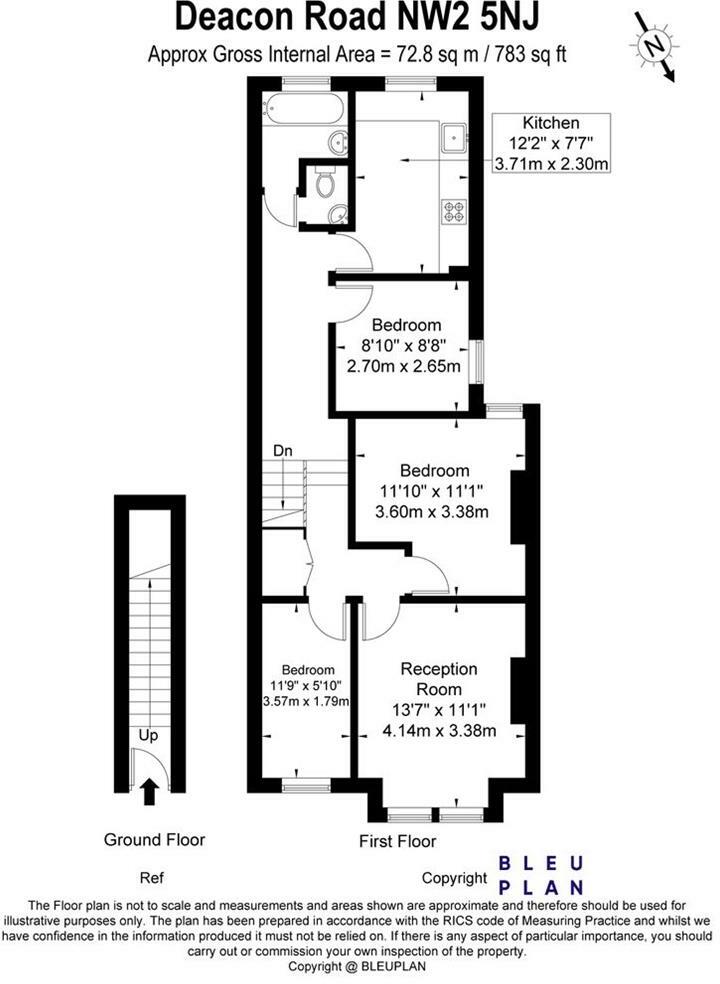 Deacon Road NW2 5NJ
Approx Gross Internal Area = 72.8 sq m / 783 sq ft
N
Kitchen
12'2" x 7'7"
3.71m x 2.30m
Bedroom
8'10" x 8'8"
2.70m x 2.65m
Dn
Bedroom
11'10" x 11'1"
3.60m x 3.38m
Bedroom
11'9" x 5'10"
3.57m x 1.79m
Reception
Room
13'7" x 11'1"
4.14m x 3.38m
Up
Ground Floor
First Floor
Ref
Copyright
BLEU
PLAN
The Floor plan is not to scale and measurements and areas shown are approximate and therefore should be used for
illustrative purposes only. The plan has been prepared in accordance with the RICS code of Measuring Practice and whilst we
have confidence in the information produced it must not be relied on. If there is any aspect of particular importance, you should
carry out or commission your own inspection of the property.
Copyright @ BLEUPLAN